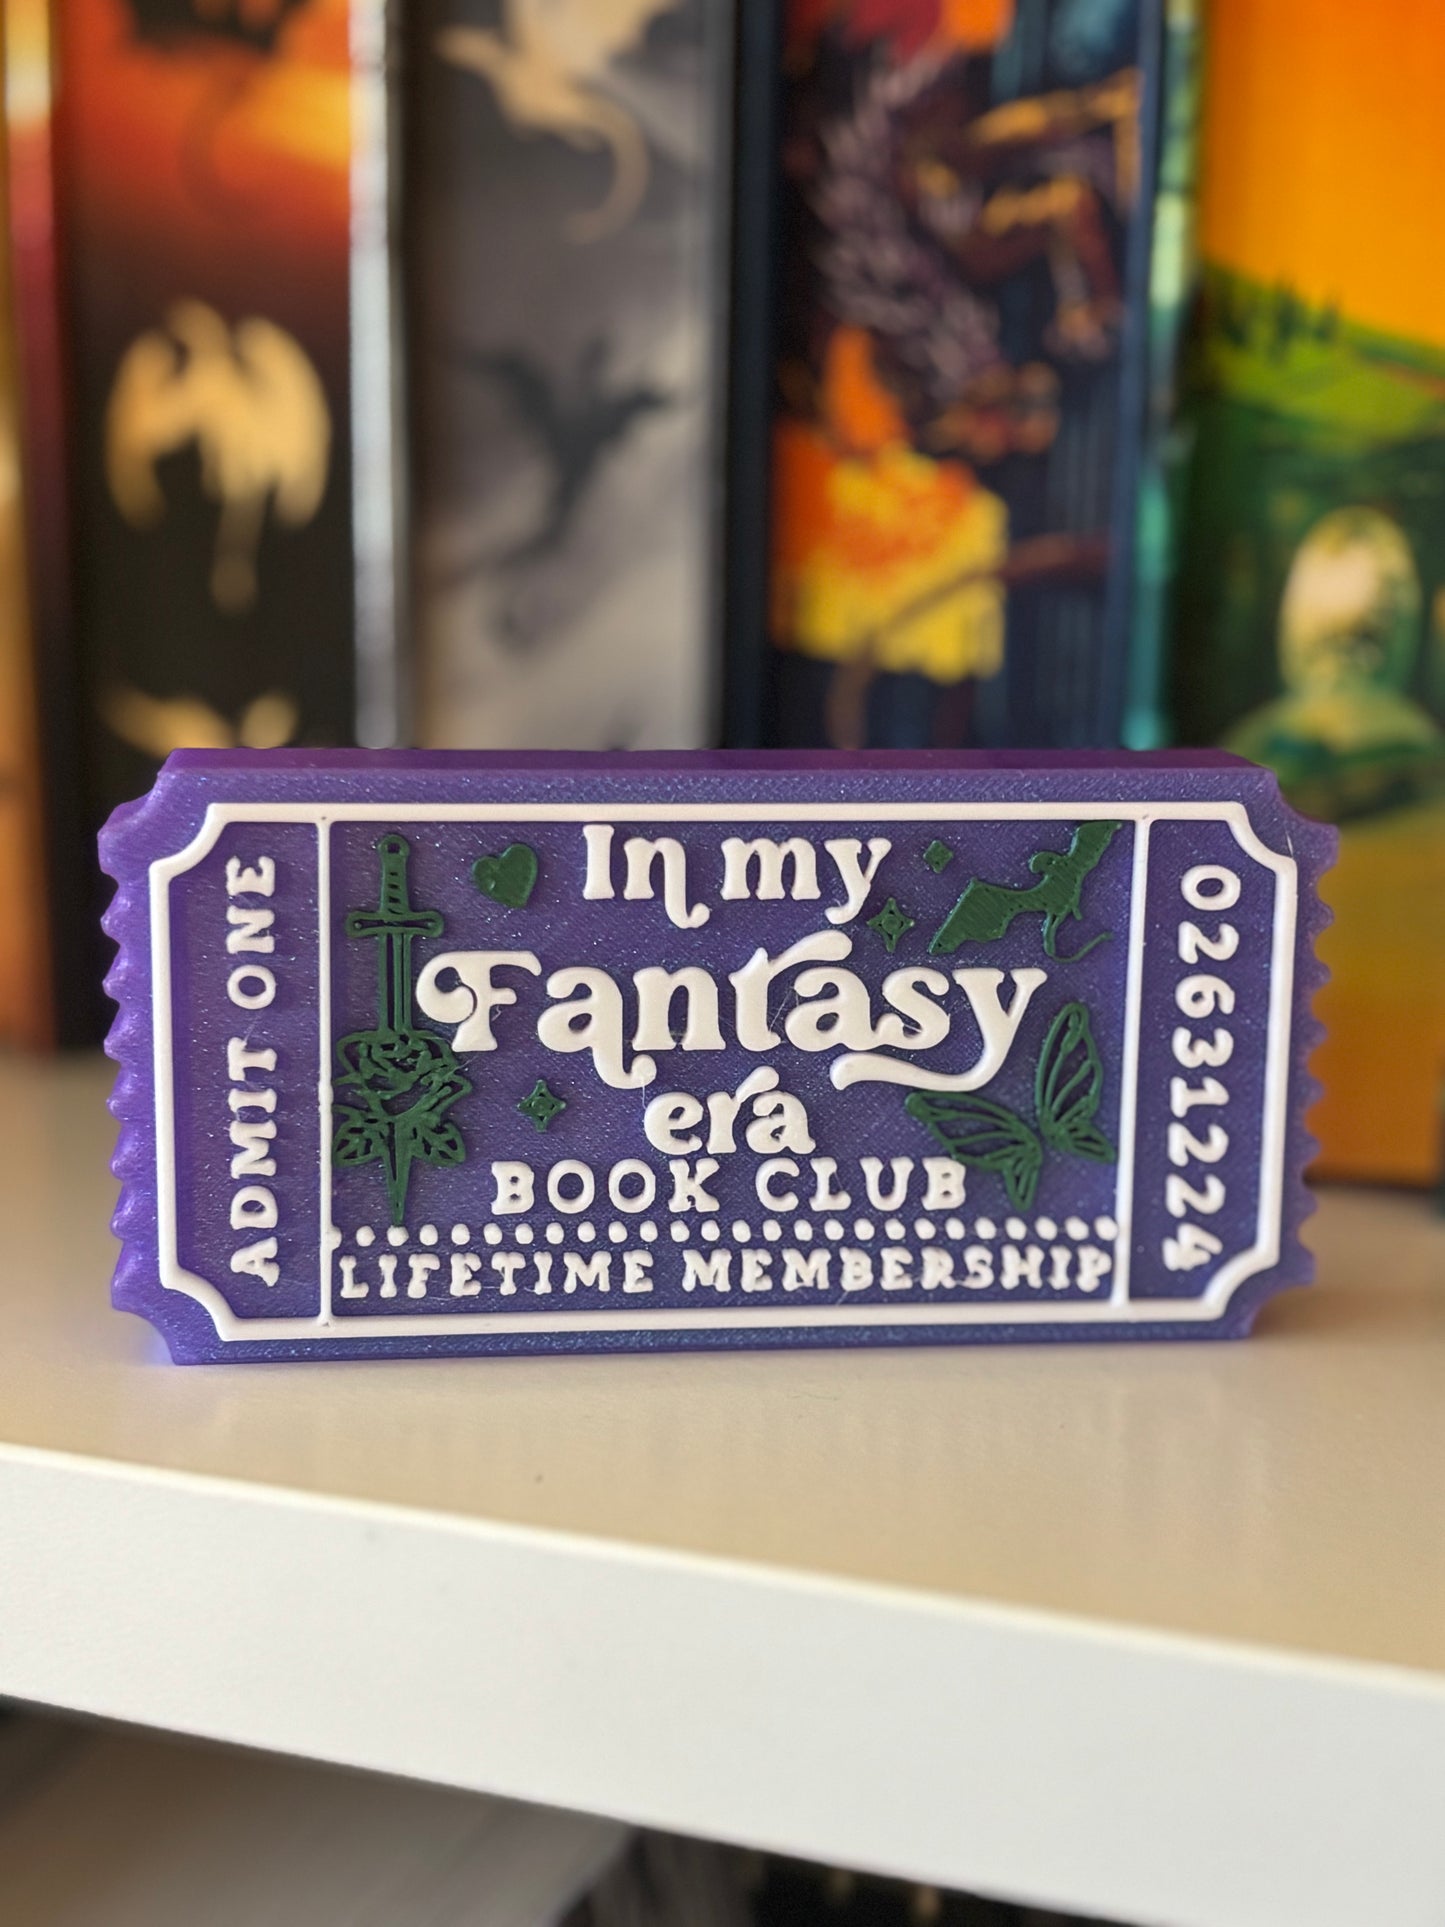 ADMIT ONE
In my
Fantasy
era
BOOK CLUB
LIFETIME MEMBERSHIP
02631224